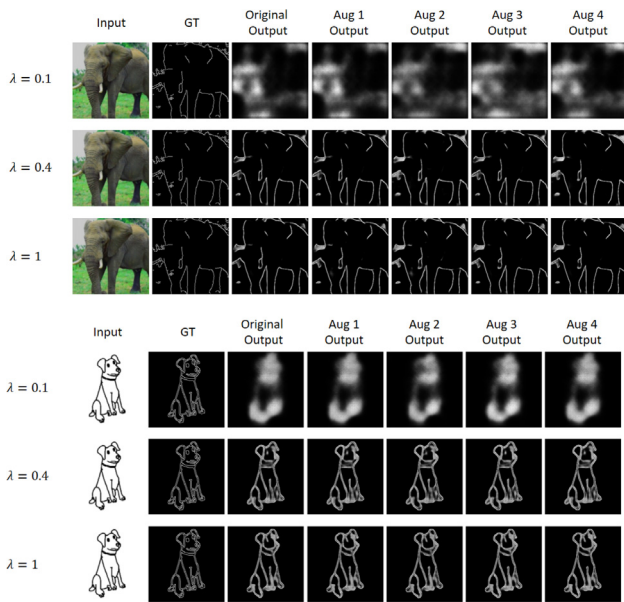 Input GT Original Output Aug 1 Output Aug 2 Output Aug 3 Output Aug 4 Output
λ = 0.1
λ = 0.4
λ = 1
Input GT Original Output Aug 1 Output Aug 2 Output Aug 3 Output Aug 4 Output
λ = 0.1
λ = 0.4
λ = 1